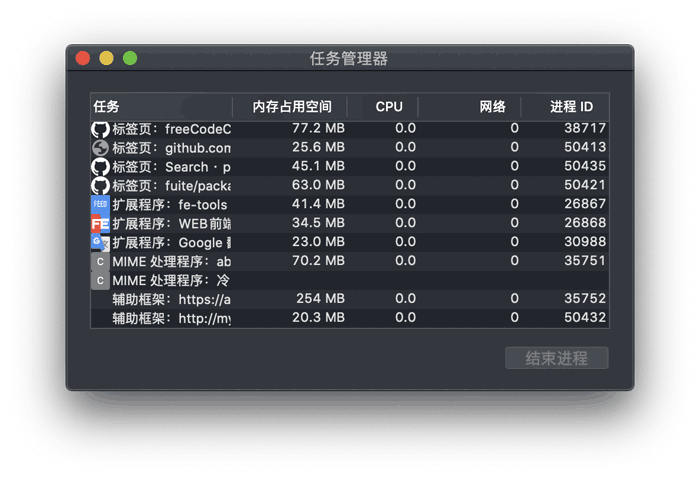 任务管理器
任务 内存占用空间 CPU 网络 进程 ID
标签页：freeCodeC 77.2 MB 0.0 0 38717
标签页：github.com 25.6 MB 0.0 0 50413
标签页：Search · p 45.1 MB 0.0 0 50435
标签页：fuite/packa 63.0 MB 0.0 0 50421
FEED 扩展程序：fe-tools 41.4 MB 0.0 0 26867
FE 扩展程序：WEB前端 34.5 MB 0.0 0 26868
G 扩展程序：Google 23.0 MB 0.0 0 30988
C MIME 处理程序：ab 70.2 MB 0.0 0 35751
C MIME 处理程序：冷
辅助框架：https://a 254 MB 0.0 0 35752
辅助框架：http://my 20.3 MB 0.0 0 50432
结束进程